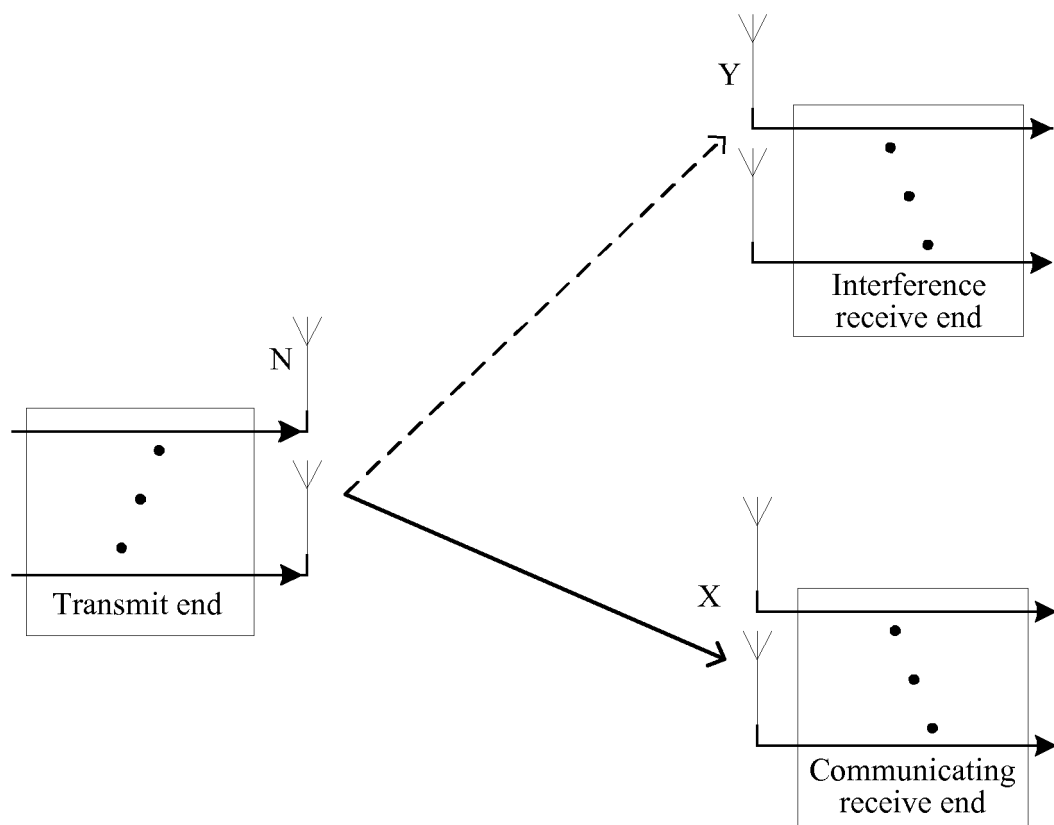 Y
Interference
receive end
N
Transmit end
X
Communicating
receive end